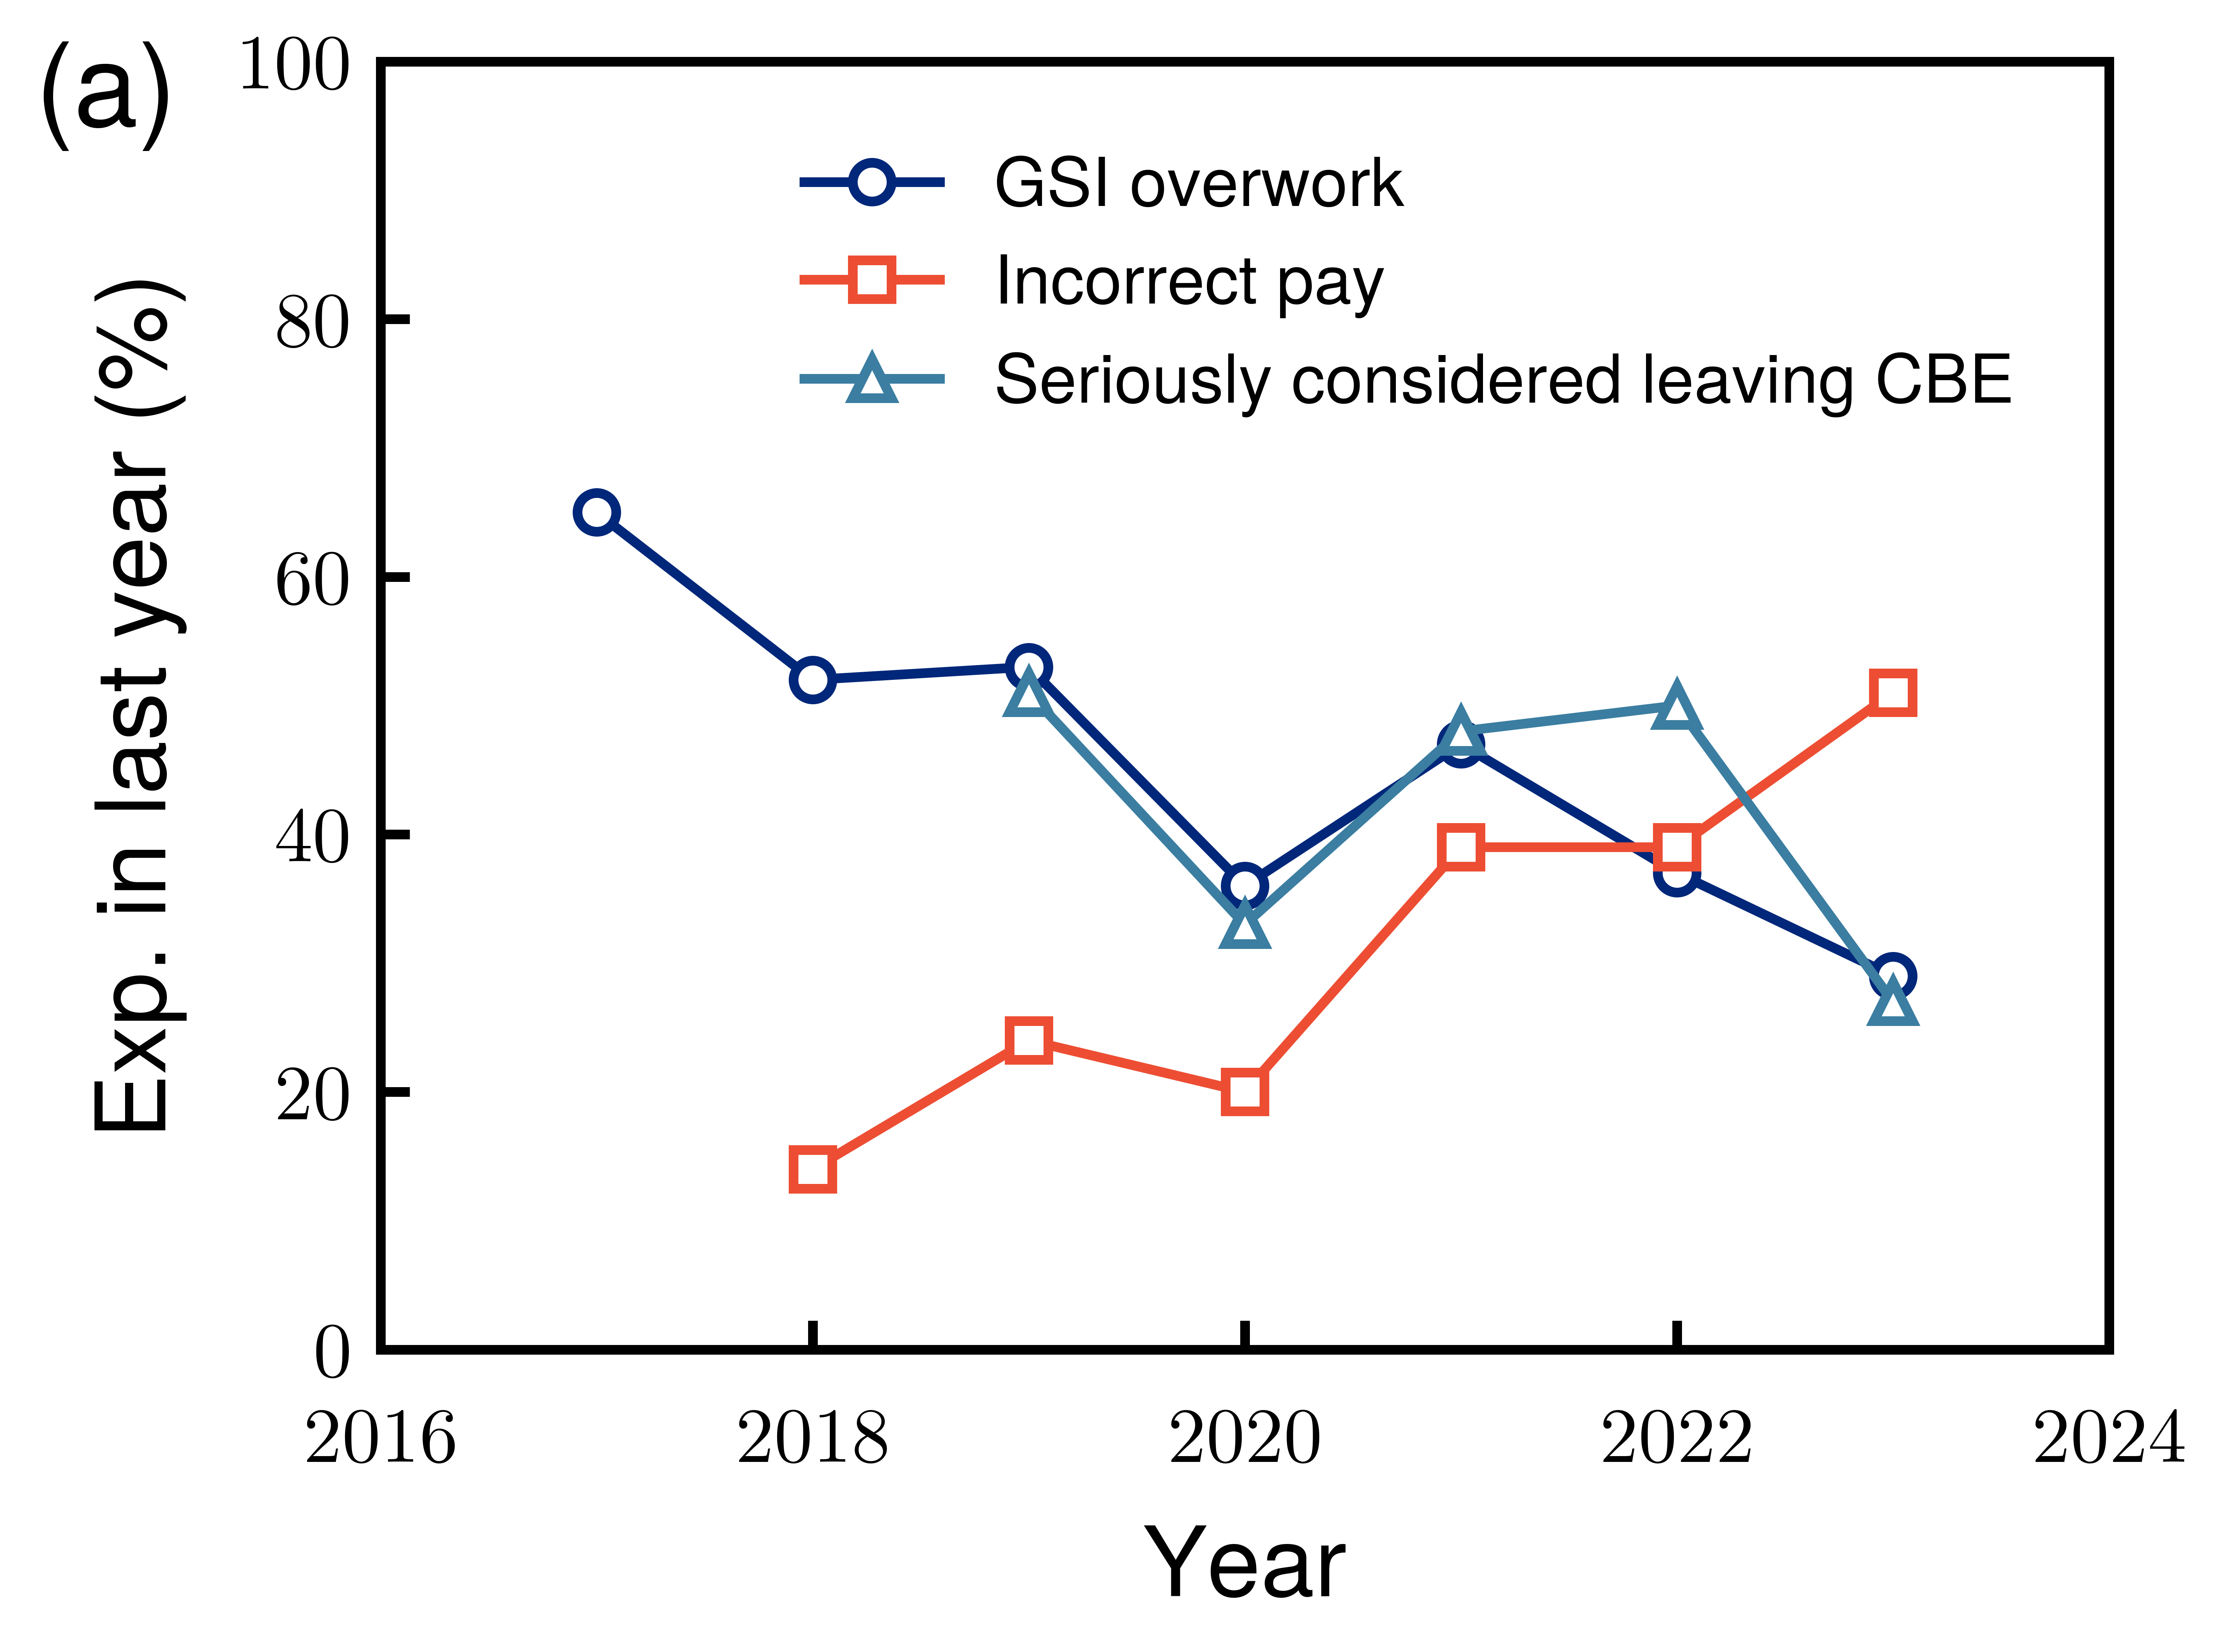 (a)
100
80
60
40
20
0
Exp. in last year (%)
GSI overwork
Incorrect pay
Seriously considered leaving CBE
2016 2018 2020 2022 2024
Year